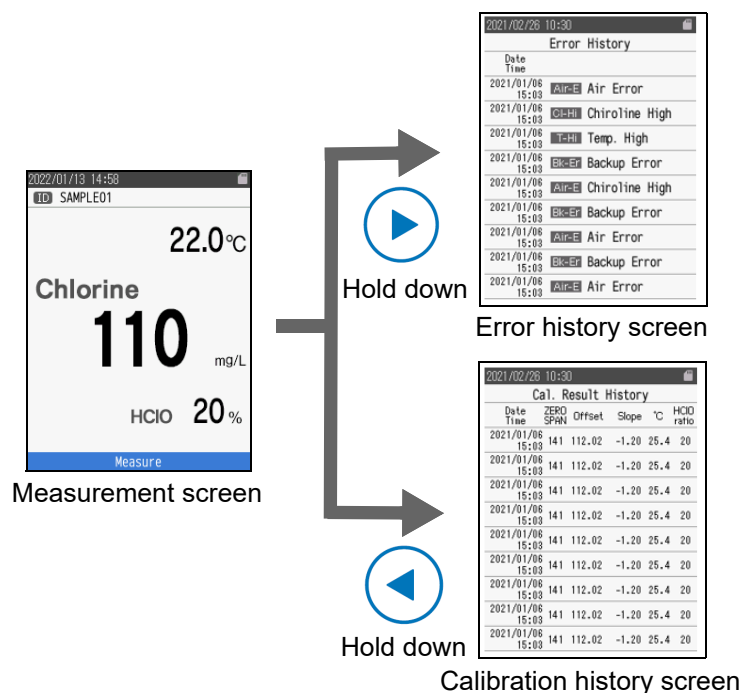 2022/01/13 14:58
ID SAMPLE01
22.0℃
Chlorine
110 mg/L
HClO 20 %
Measure
Measurement screen
Hold down
2021/02/26 10:30
Error History
Date
Time
2021/01/06
15:03 Air-E Air Error
2021/01/06
15:03 Cl-Hi Chiroline High
2021/01/06
15:03 T-Hi Temp. High
2021/01/06
15:03 Bk-Er Backup Error
2021/01/06
15:03 Air-E Chiroline High
2021/01/06
15:03 Bk-Er Backup Error
2021/01/06
15:03 Air-E Air Error
2021/01/06
15:03 Bk-Er Backup Error
2021/01/06
15:03 Air-E Air Error
Error history screen
Hold down
2021/02/26 10:30
Cal. Result History
Date ZERO Offset Slope ℃ HClO
Time SPAN ratio
2021/01/06
15:03 141 112.02 -1.20 25.4 20
2021/01/06
15:03 141 112.02 -1.20 25.4 20
2021/01/06
15:03 141 112.02 -1.20 25.4 20
2021/01/06
15:03 141 112.02 -1.20 25.4 20
2021/01/06
15:03 141 112.02 -1.20 25.4 20
2021/01/06
15:03 141 112.02 -1.20 25.4 20
2021/01/06
15:03 141 112.02 -1.20 25.4 20
2021/01/06
15:03 141 112.02 -1.20 25.4 20
2021/01/06
15:03 141 112.02 -1.20 25.4 20
Calibration history screen